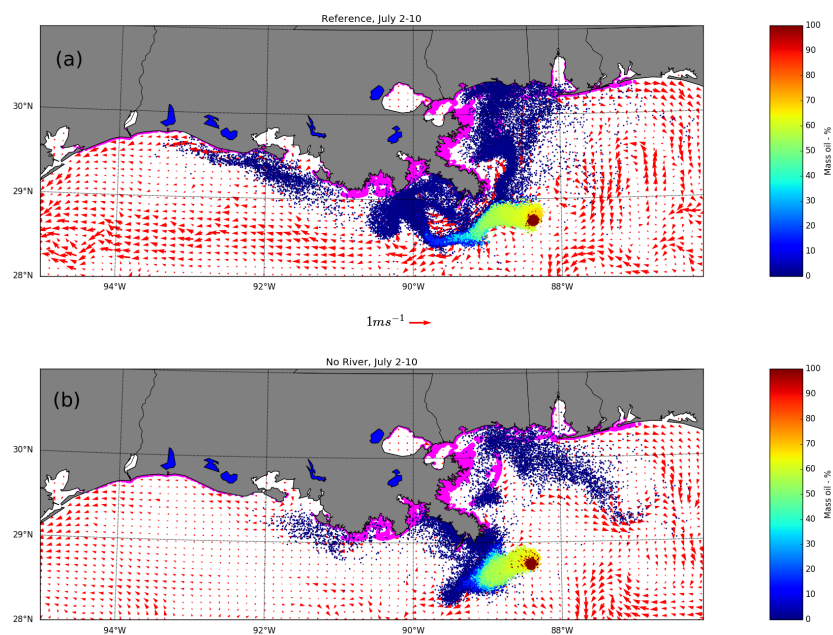 Reference, July 2-10
(a)
30°N
29°N
28°N
94°W 92°W 90°W 88°W
100
90
80
70
60
50
40
30
20
10
0
Mass oil - %
1ms⁻¹
No River, July 2-10
(b)
30°N
29°N
28°N
94°W 92°W 90°W 88°W
100
90
80
70
60
50
40
30
20
10
0
Mass oil - %